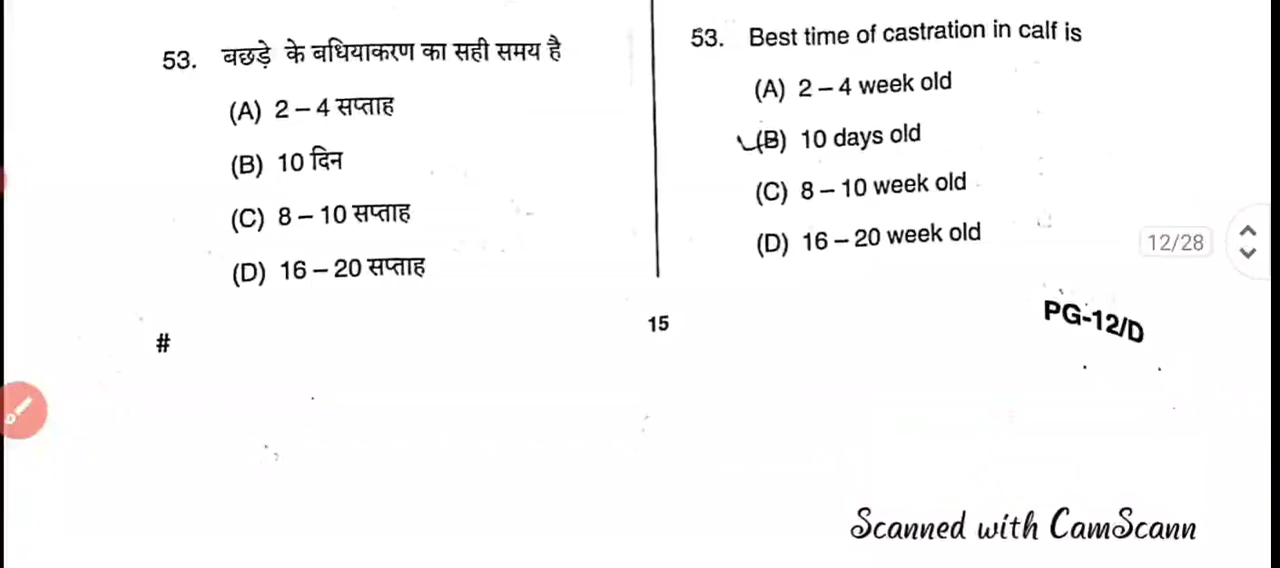 53. बछड़े के बधियाकरण का सही समय है
(A) 2 – 4 सप्ताह
(B) 10 दिन
(C) 8 – 10 सप्ताह
(D) 16 – 20 सप्ताह
53. Best time of castration in calf is
(A) 2 – 4 week old
(B) 10 days old
(C) 8 – 10 week old
(D) 16 – 20 week old
12/28
#
15
PG-12/D
Scanned with CamScann